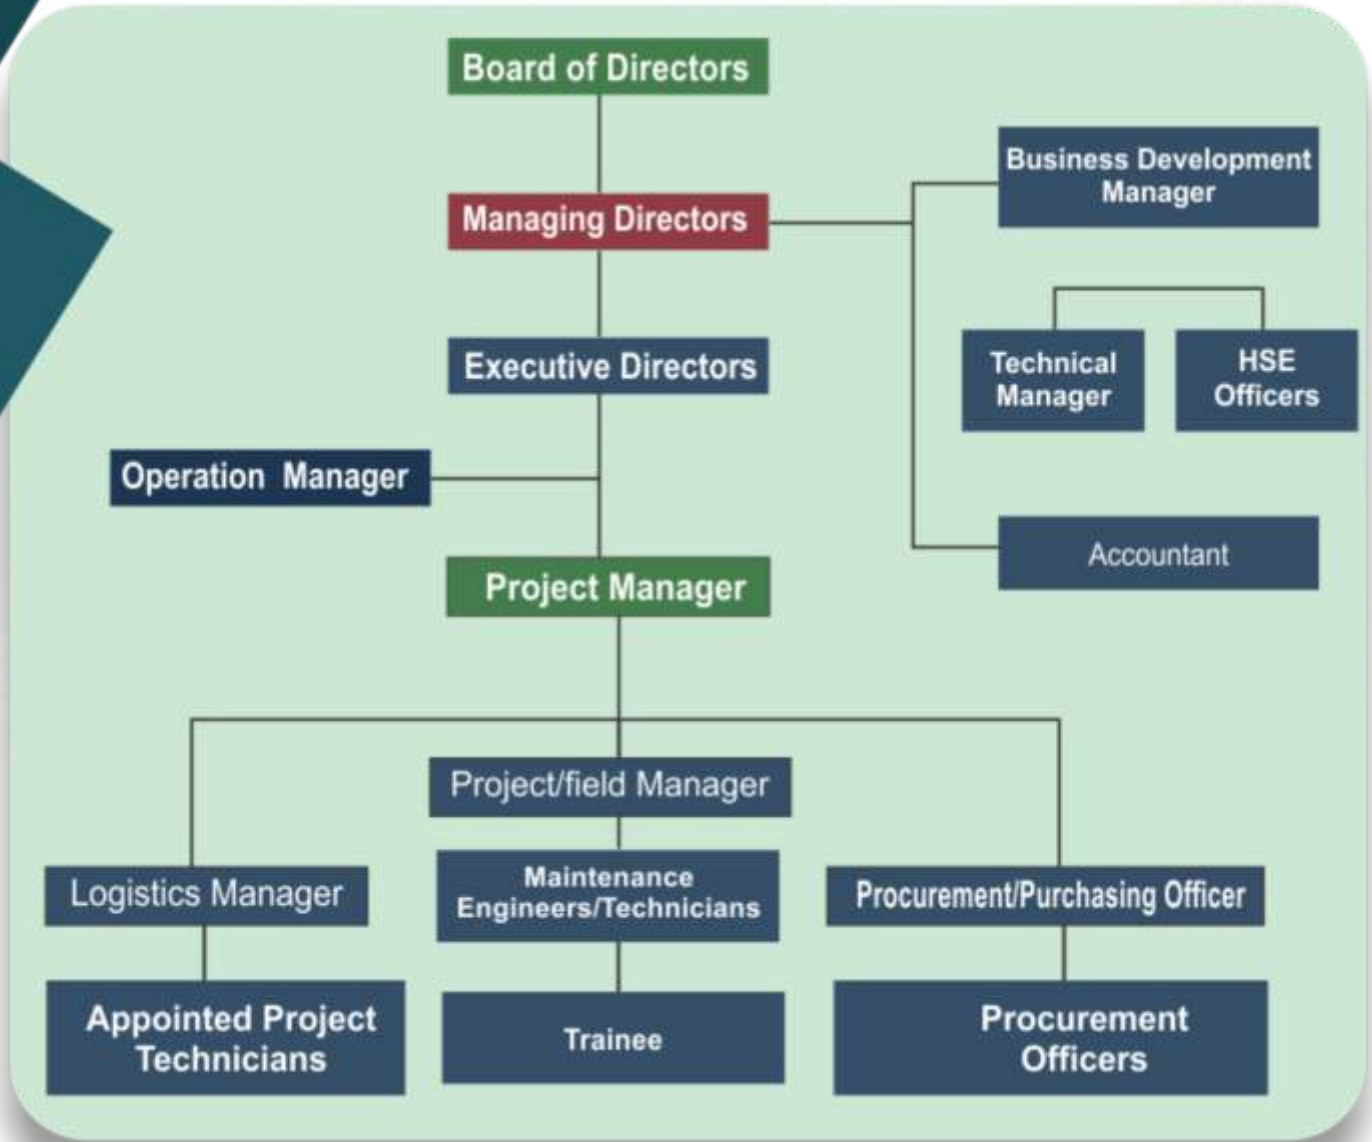 Board of Directors
Business Development
Manager
Managing Directors
Technical
Manager
HSE
Officers
Executive Directors
Operation  Manager
Accountant
Project Manager
Project/field Manager
Logistics Manager
Maintenance
Engineers/Technicians
Procurement/Purchasing Officer
Appointed Project
Technicians
Trainee
Procurement
Officers